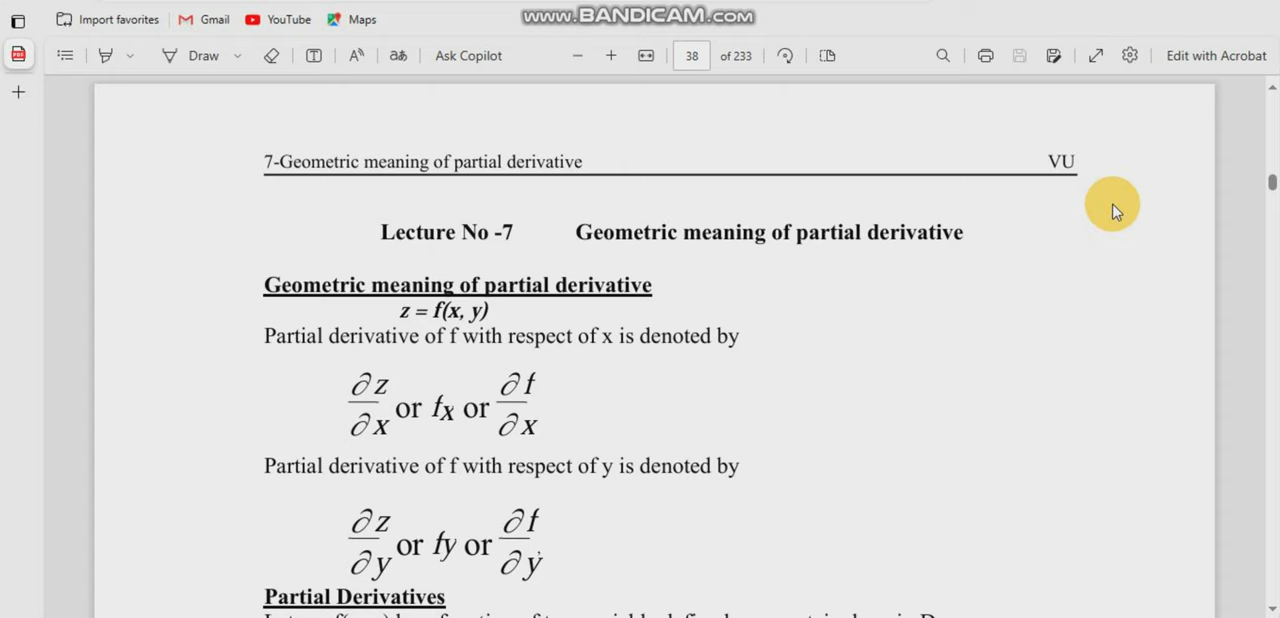 www.BANDICAM.com
Import favorites Gmail YouTube Maps
Draw aあ Ask Copilot 38 of 233 Edit with Acrobat
7-Geometric meaning of partial derivative VU
Lecture No -7 Geometric meaning of partial derivative
Geometric meaning of partial derivative
z = f(x, y)
Partial derivative of f with respect of x is denoted by
∂z/∂x or fx or ∂f/∂x
Partial derivative of f with respect of y is denoted by
∂z/∂y or fy or ∂f/∂y
Partial Derivatives